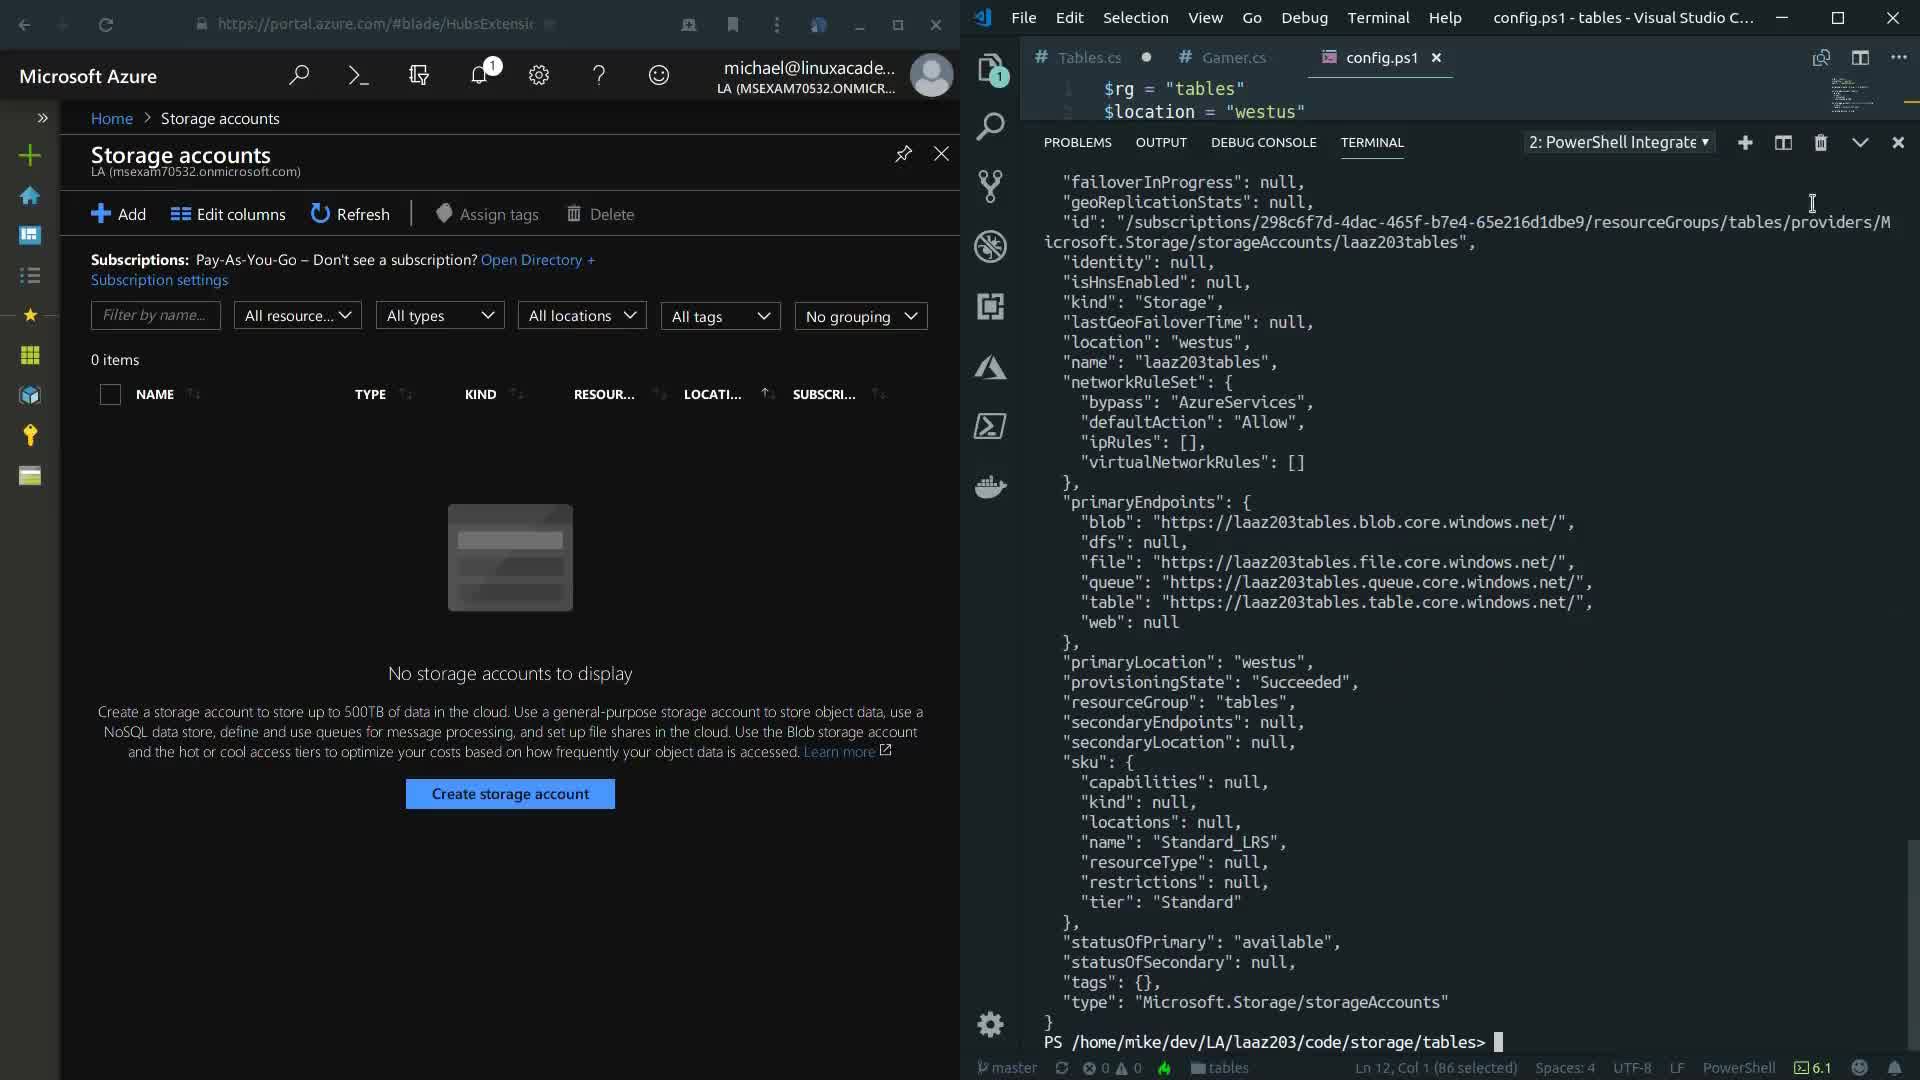 https://portal.azure.com/#blade/HubsExtensic
Microsoft Azure
1
michael@linuxacade...
LA (MSEXAM70532.ONMICR...
Home > Storage accounts
Storage accounts
LA (msexam70532.onmicrosoft.com)
Add
Edit columns
Refresh
Assign tags
Delete
Subscriptions: Pay-As-You-Go – Don't see a subscription? Open Directory +
Subscription settings
Filter by name...
All resource...
All types
All locations
All tags
No grouping
0 items
NAME
TYPE
KIND
RESOUR...
LOCATI...
SUBSCRI...
No storage accounts to display
Create a storage account to store up to 500TB of data in the cloud. Use a general-purpose storage account to store object data, use a
NoSQL data store, define and use queues for message processing, and set up file shares in the cloud. Use the Blob storage account
and the hot or cool access tiers to optimize your costs based on how frequently your object data is accessed. Learn more
Create storage account
File Edit Selection View Go Debug Terminal Help
config.ps1 - tables - Visual Studio C...
1
# Tables.cs
# Gamer.cs
config.ps1
1 $rg = "tables"
2 $location = "westus"
PROBLEMS OUTPUT DEBUG CONSOLE TERMINAL
2: PowerShell Integrate
"failoverInProgress": null,
"geoReplicationStats": null,
"id": "/subscriptions/298c6f7d-4dac-465f-b7e4-65e216d1dbe9/resourceGroups/tables/providers/M
icrosoft.Storage/storageAccounts/laaz203tables",
"identity": null,
"isHnsEnabled": null,
"kind": "Storage",
"lastGeoFailoverTime": null,
"location": "westus",
"name": "laaz203tables",
"networkRuleSet": {
"bypass": "AzureServices",
"defaultAction": "Allow",
"ipRules": [],
"virtualNetworkRules": []
},
"primaryEndpoints": {
"blob": "https://laaz203tables.blob.core.windows.net/",
"dfs": null,
"file": "https://laaz203tables.file.core.windows.net/",
"queue": "https://laaz203tables.queue.core.windows.net/",
"table": "https://laaz203tables.table.core.windows.net/",
"web": null
},
"primaryLocation": "westus",
"provisioningState": "Succeeded",
"resourceGroup": "tables",
"secondaryEndpoints": null,
"secondaryLocation": null,
"sku": {
"capabilities": null,
"kind": null,
"locations": null,
"name": "Standard_LRS",
"resourceType": null,
"restrictions": null,
"tier": "Standard"
},
"statusOfPrimary": "available",
"statusOfSecondary": null,
"tags": {},
"type": "Microsoft.Storage/storageAccounts"
}
PS /home/mike/dev/LA/laaz203/code/storage/tables>
master
0
0
tables
Ln 12, Col 1 (86 selected)
Spaces: 4
UTF-8
LF
PowerShell
6.1